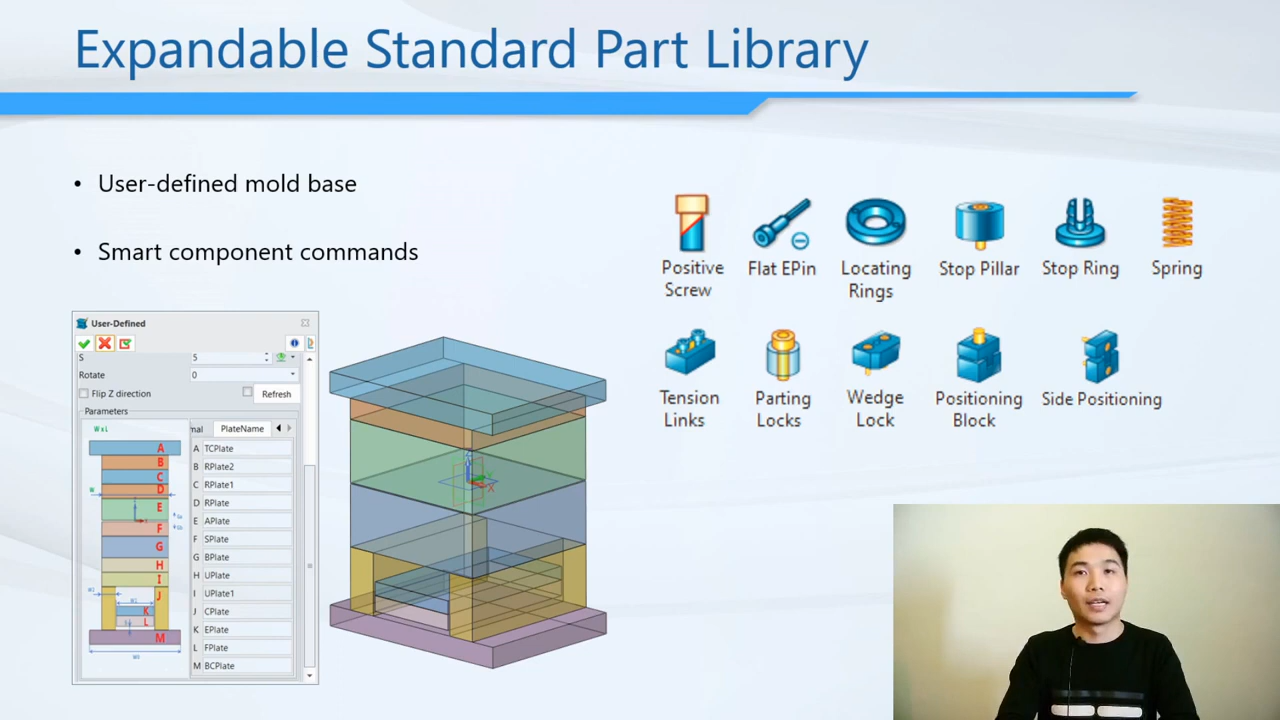 Expandable Standard Part Library
• User-defined mold base
• Smart component commands
User-Defined
S 5
Rotate 0
Flip Z direction Refresh
Parameters
W x L
nal PlateName
A TCPlate
B RPlate2
C RPlate1
D RPlate
E APlate
F SPlate
G BPlate
H UPlate
I UPlate1
J CPlate
K EPlate
L FPlate
M BCPlate
A
B
C
W D
E
F
G
H
I
J
K
L
M
Z
Y
X
Positive Flat EPin Locating Stop Pillar Stop Ring Spring
Screw Rings
Tension Parting Wedge Positioning Side Positioning
Links Locks Lock Block